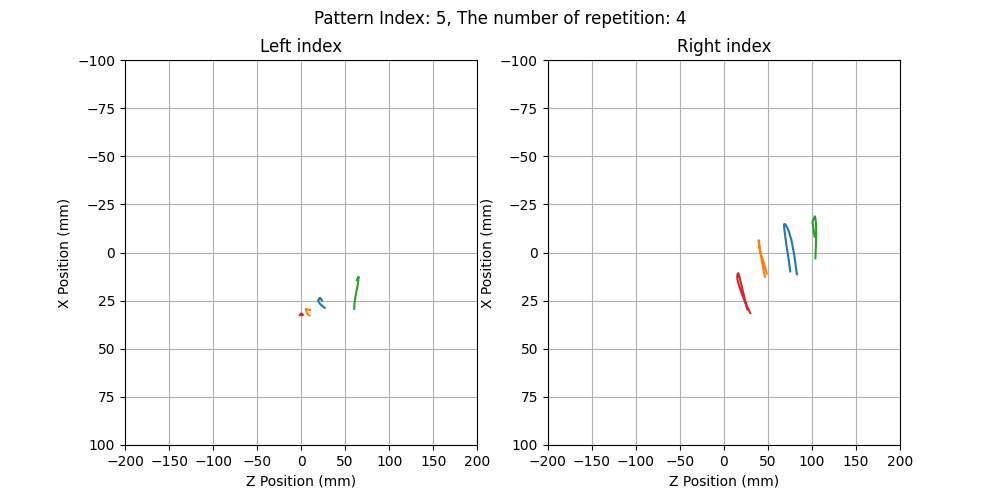 Pattern Index: 5, The number of repetition: 4
Left index
Right index
−100
−75
−50
−25
0
25
50
75
100
X Position (mm)
−200 −150 −100 −50 0 50 100 150 200
Z Position (mm)
−100
−75
−50
−25
0
25
50
75
100
X Position (mm)
−200 −150 −100 −50 0 50 100 150 200
Z Position (mm)